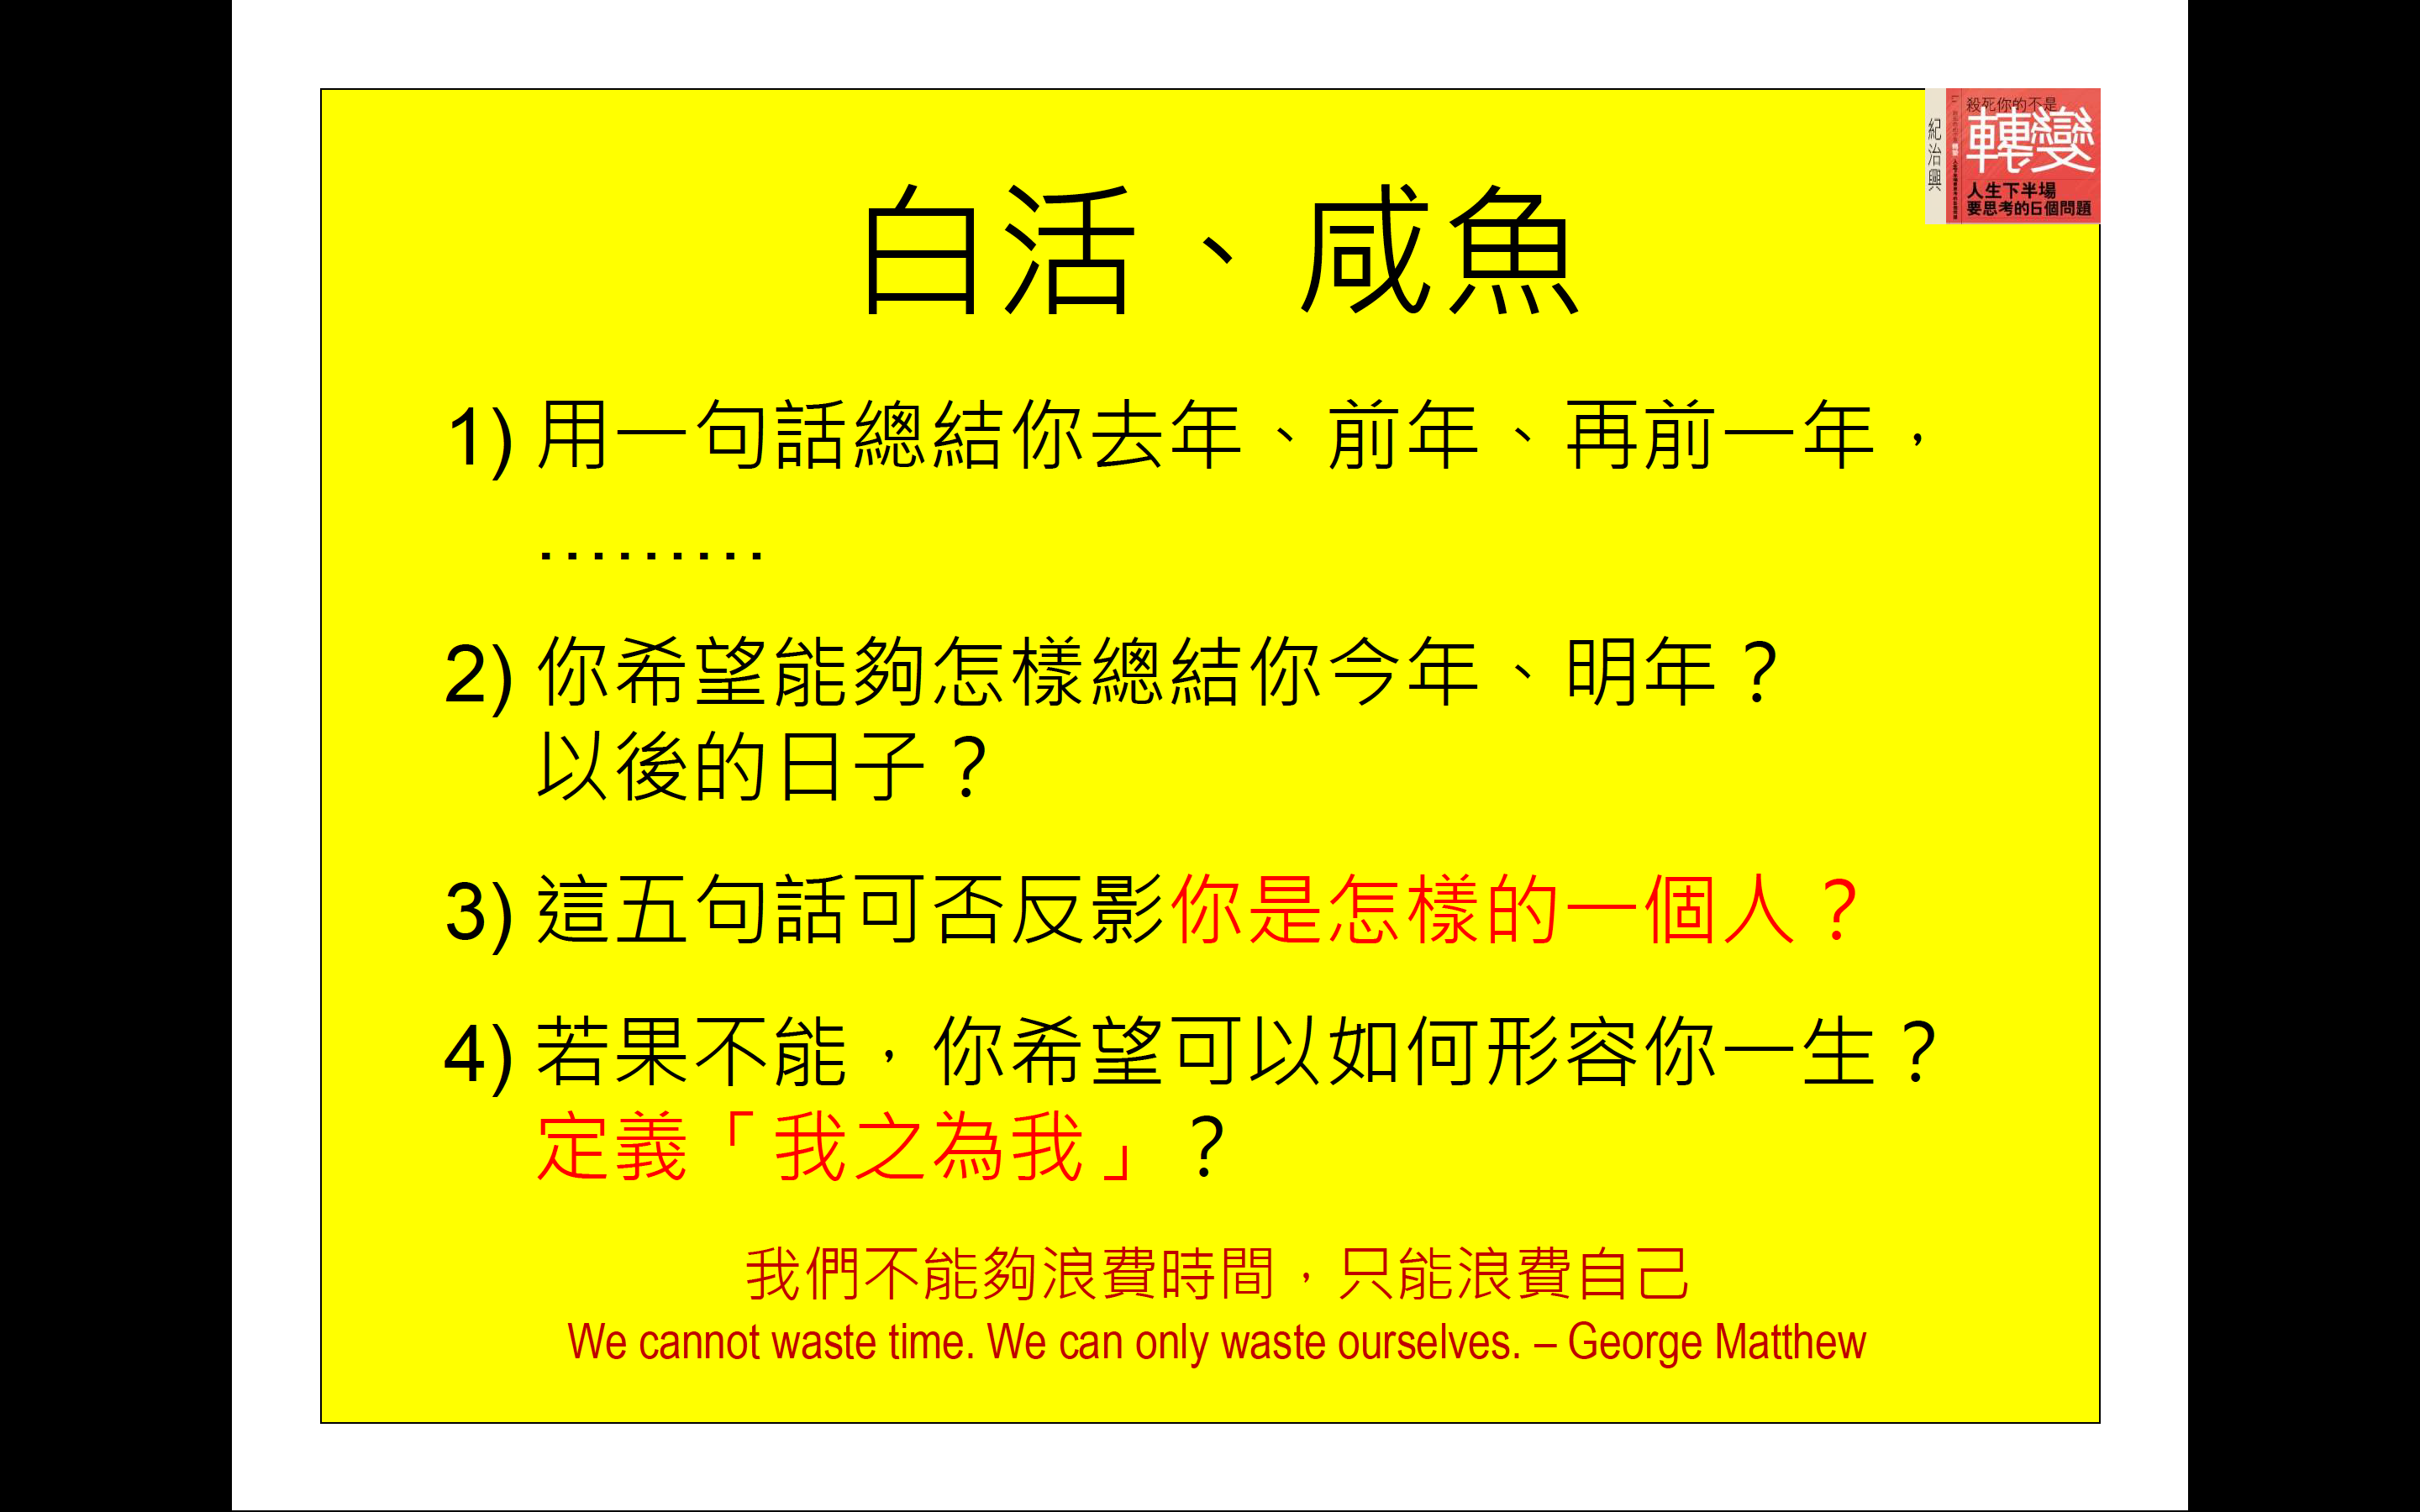 殺死你的不是
轉變
人生下半場
要思考的6個問題
紀治興
白活、咸魚
1) 用一句話總結你去年、前年、再前一年，
………
2) 你希望能夠怎樣總結你今年、明年？
以後的日子？
3) 這五句話可否反影你是怎樣的一個人？
4) 若果不能，你希望可以如何形容你一生？
定義「我之為我」？
我們不能夠浪費時間，只能浪費自己
We cannot waste time. We can only waste ourselves. – George Matthew